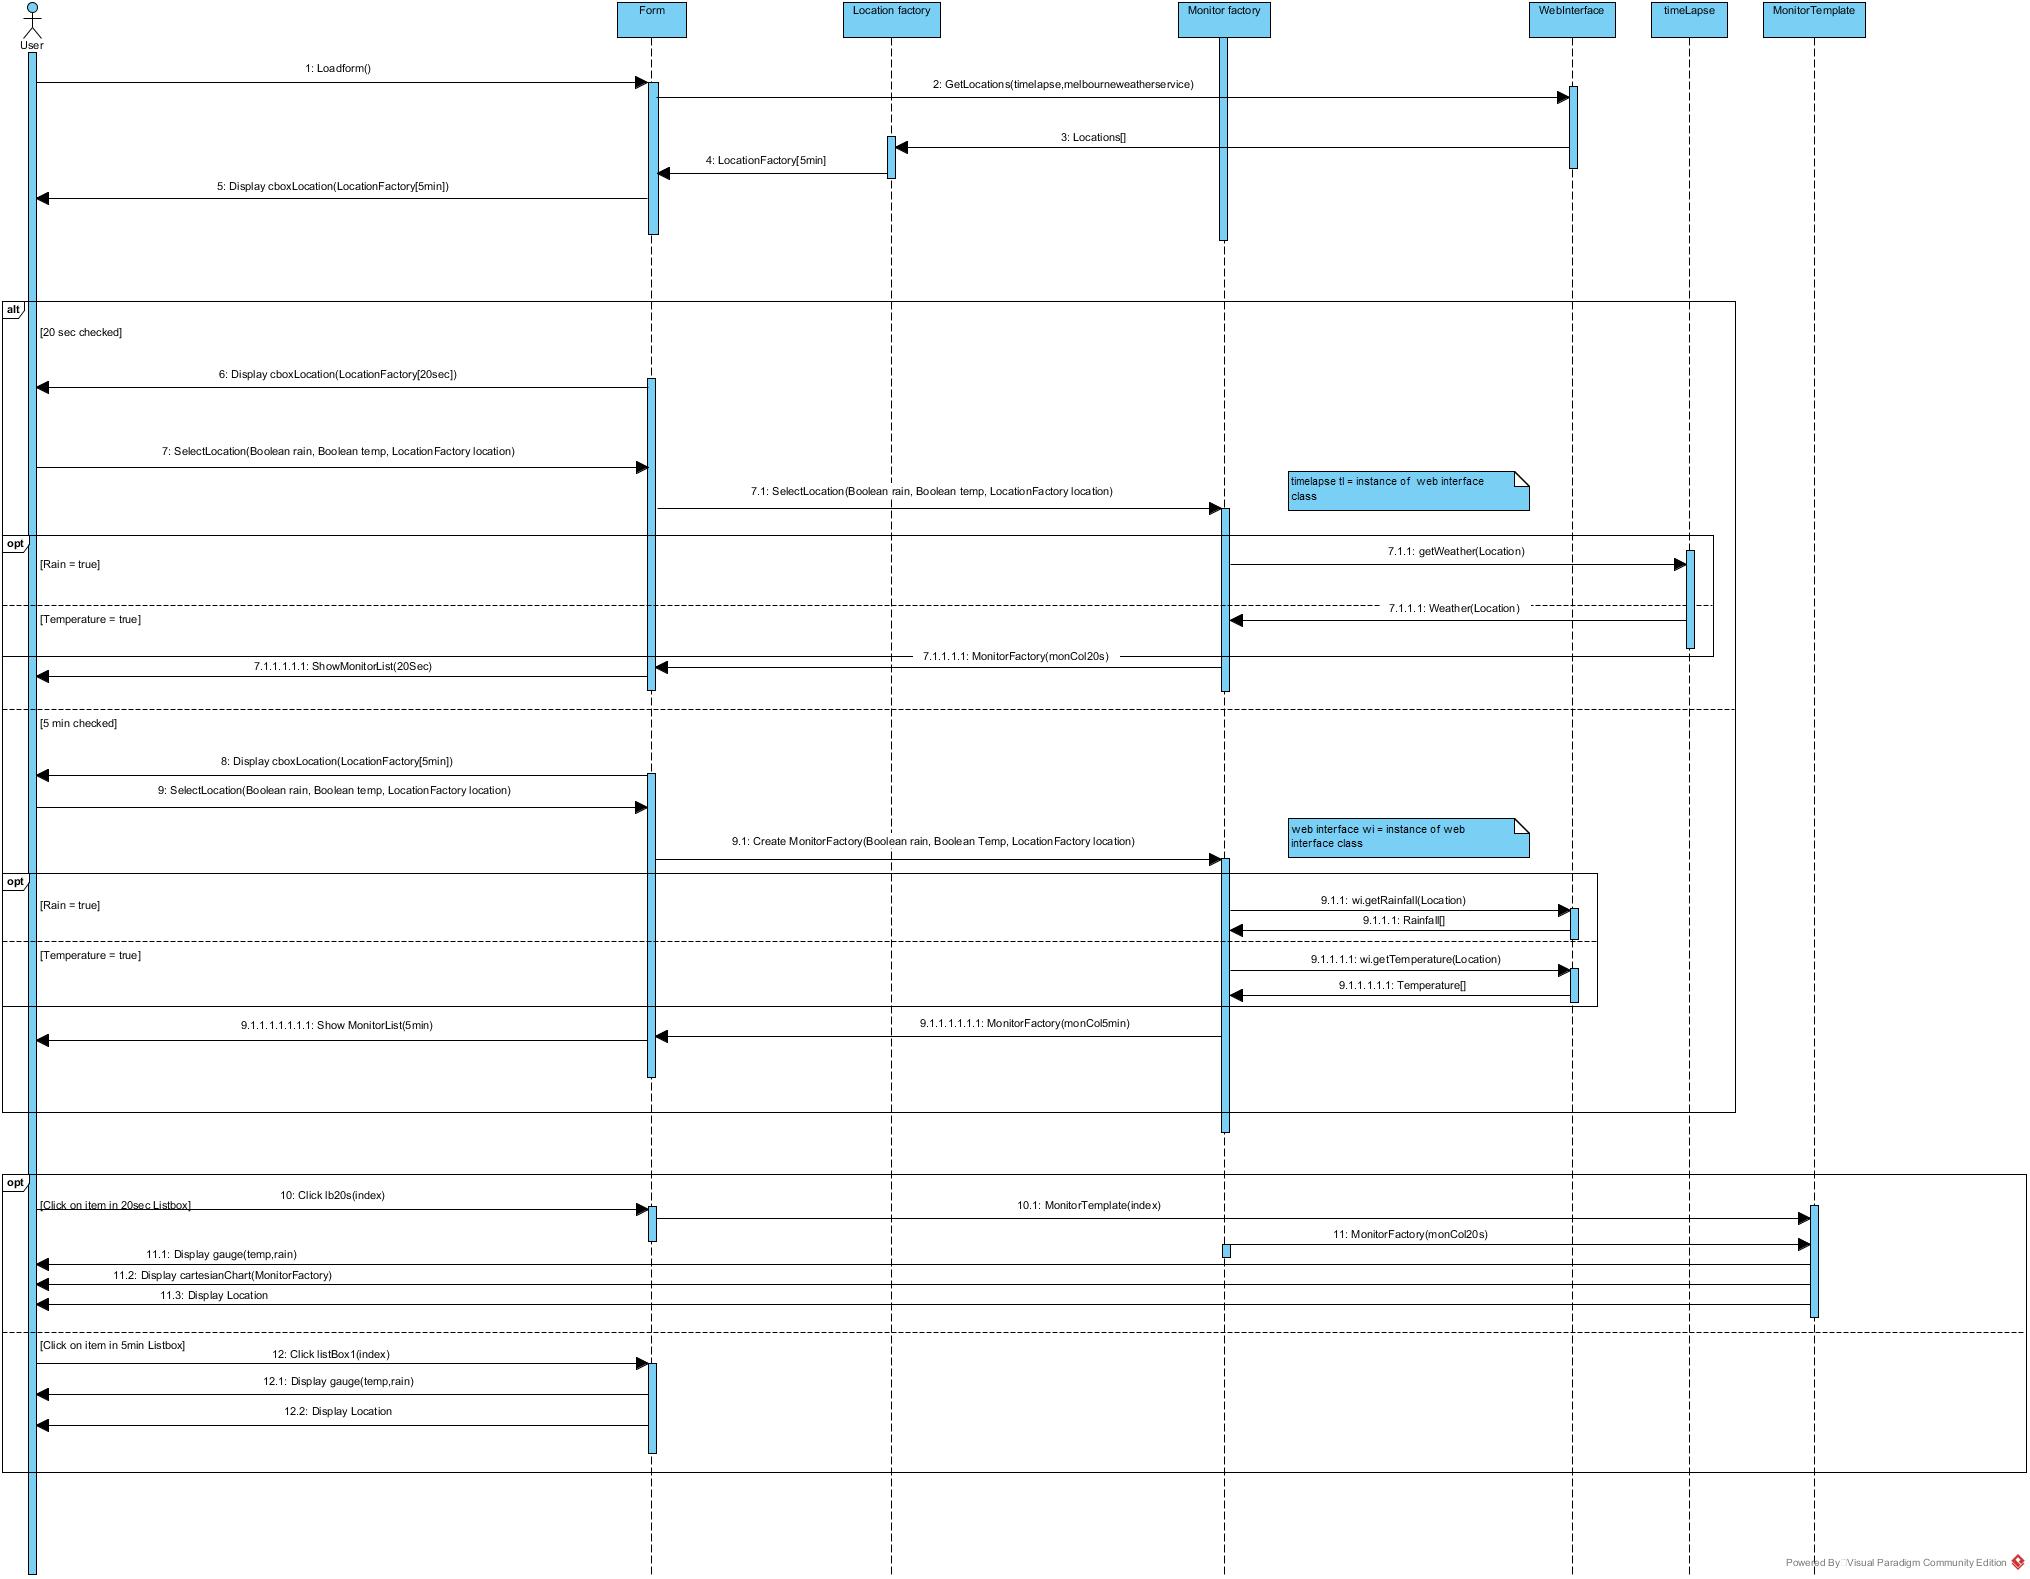 Form
Location factory
Monitor factory
WebInterface
timeLapse
MonitorTemplate
User
1: Loadform()
2: GetLocations(timelapse,melbourneweatherservice)
3: Locations[]
4: LocationFactory[5min]
5: Display cboxLocation(LocationFactory[5min])
alt
[20 sec checked]
6: Display cboxLocation(LocationFactory[20sec])
7: SelectLocation(Boolean rain, Boolean temp, LocationFactory location)
7.1: SelectLocation(Boolean rain, Boolean temp, LocationFactory location)
timelapse tl = instance of web interface
class
opt
[Rain = true]
7.1.1: getWeather(Location)
7.1.1.1: Weather(Location)
[Temperature = true]
7.1.1.1.1: MonitorFactory(monCol20s)
7.1.1.1.1.1: ShowMonitorList(20Sec)
[5 min checked]
8: Display cboxLocation(LocationFactory[5min])
9: SelectLocation(Boolean rain, Boolean temp, LocationFactory location)
9.1: Create MonitorFactory(Boolean rain, Boolean Temp, LocationFactory location)
web interface wi = instance of web
interface class
opt
[Rain = true]
9.1.1: wi.getRainfall(Location)
9.1.1.1: Rainfall[]
[Temperature = true]
9.1.1.1.1: wi.getTemperature(Location)
9.1.1.1.1.1: Temperature[]
9.1.1.1.1.1.1: MonitorFactory(monCol5min)
9.1.1.1.1.1.1.1: Show MonitorList(5min)
opt
[Click on item in 20sec Listbox]
10: Click lb20s(index)
10.1: MonitorTemplate(index)
11: MonitorFactory(monCol20s)
11.1: Display gauge(temp,rain)
11.2: Display cartesianChart(MonitorFactory)
11.3: Display Location
[Click on item in 5min Listbox]
12: Click listBox1(index)
12.1: Display gauge(temp,rain)
12.2: Display Location
Powered By Visual Paradigm Community Edition